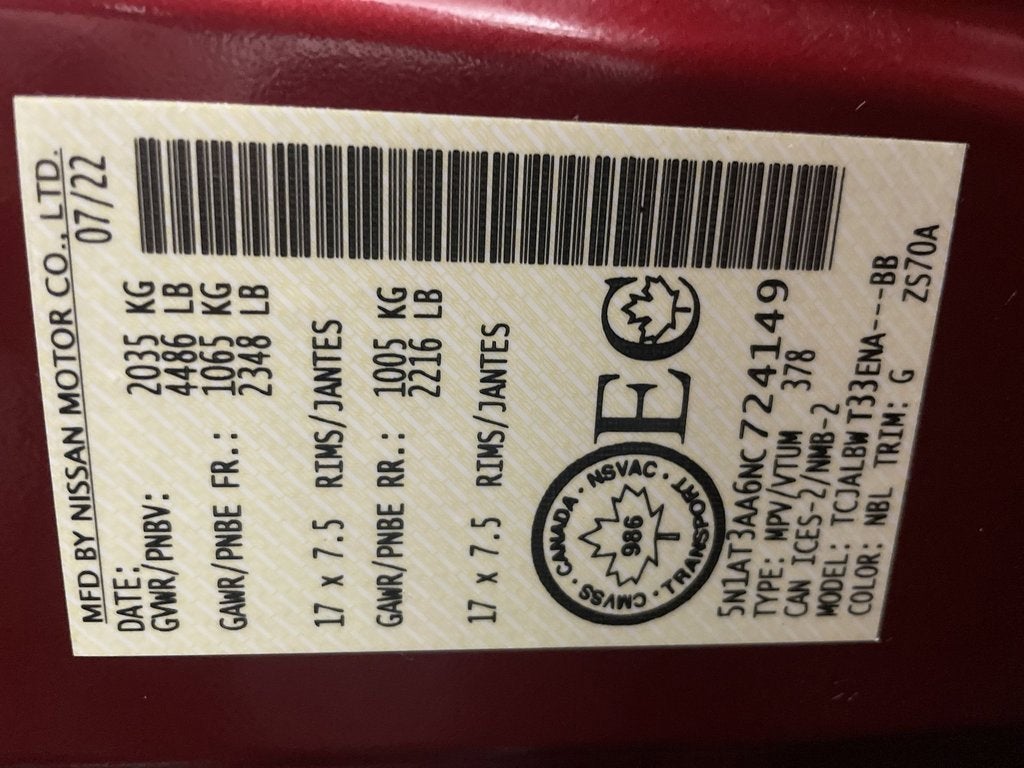 MFD BY NISSAN MOTOR CO., LTD.
DATE: 07/22
GVWR/PNBV: 2035 KG
4486 LB
GAWR/PNBE FR.: 1065 KG
2348 LB
17 x 7.5 RIMS/JANTES
GAWR/PNBE RR.: 1005 KG
2216 LB
17 x 7.5 RIMS/JANTES
CANADA · NSVAC · TRANSPORT · CMVSS ·
986
EC
5N1AT3AA6NC724149
TYPE: MPV/VTUM 378
CAN ICES-2/NMB-2
MODEL: TCJALBW T33ENA---BB
COLOR: NBL TRIM: G ZS70A